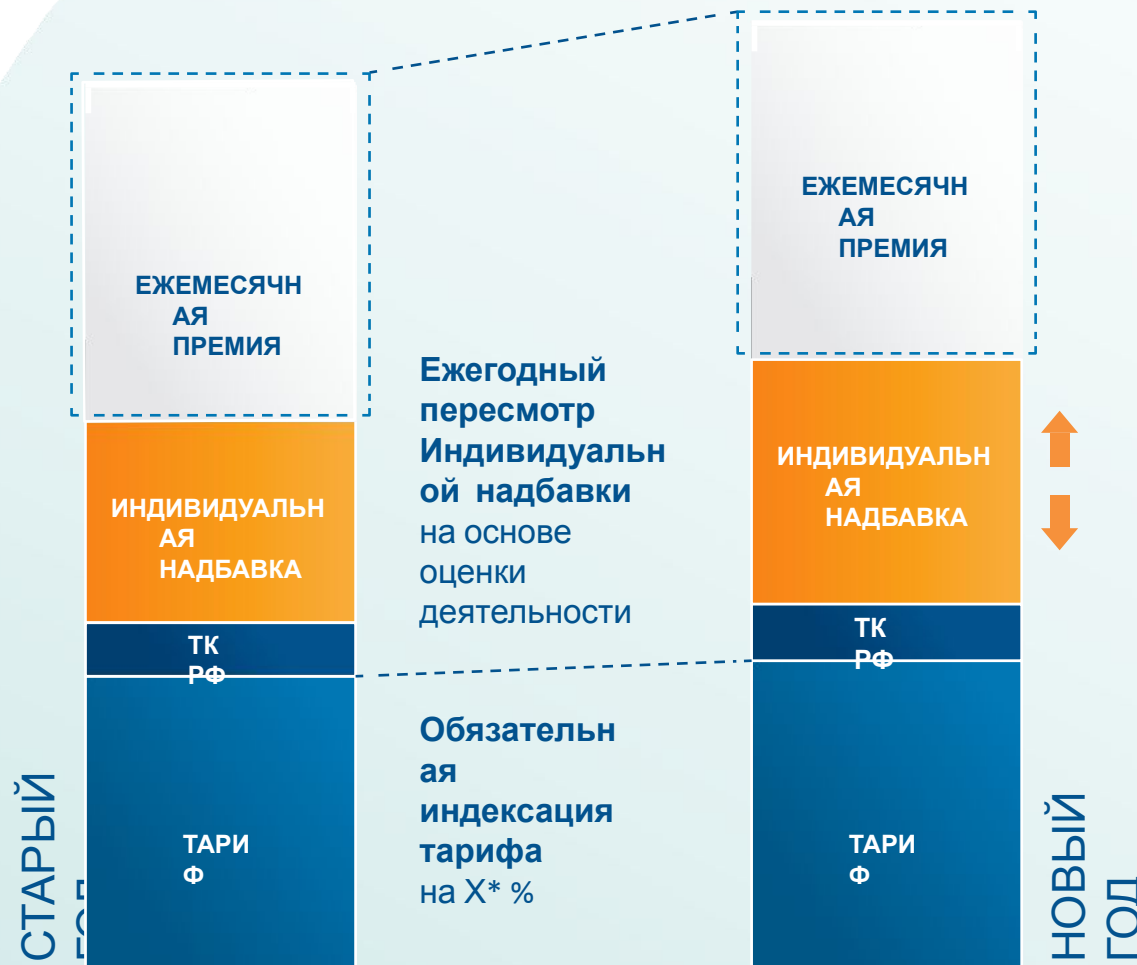 ЕЖЕМЕСЯЧН
АЯ
ПРЕМИЯ
ИНДИВИДУАЛЬН
АЯ
НАДБАВКА
ТК
РФ
ТАРИ
Ф
СТАРЫЙ
Ежегодный
пересмотр
Индивидуальн
ой надбавки
на основе
оценки
деятельности
Обязательн
ая
индексация
тарифа
на X* %
ЕЖЕМЕСЯЧН
АЯ
ПРЕМИЯ
ИНДИВИДУАЛЬН
АЯ
НАДБАВКА
ТК
РФ
ТАРИ
Ф
НОВЫЙ
ГОД